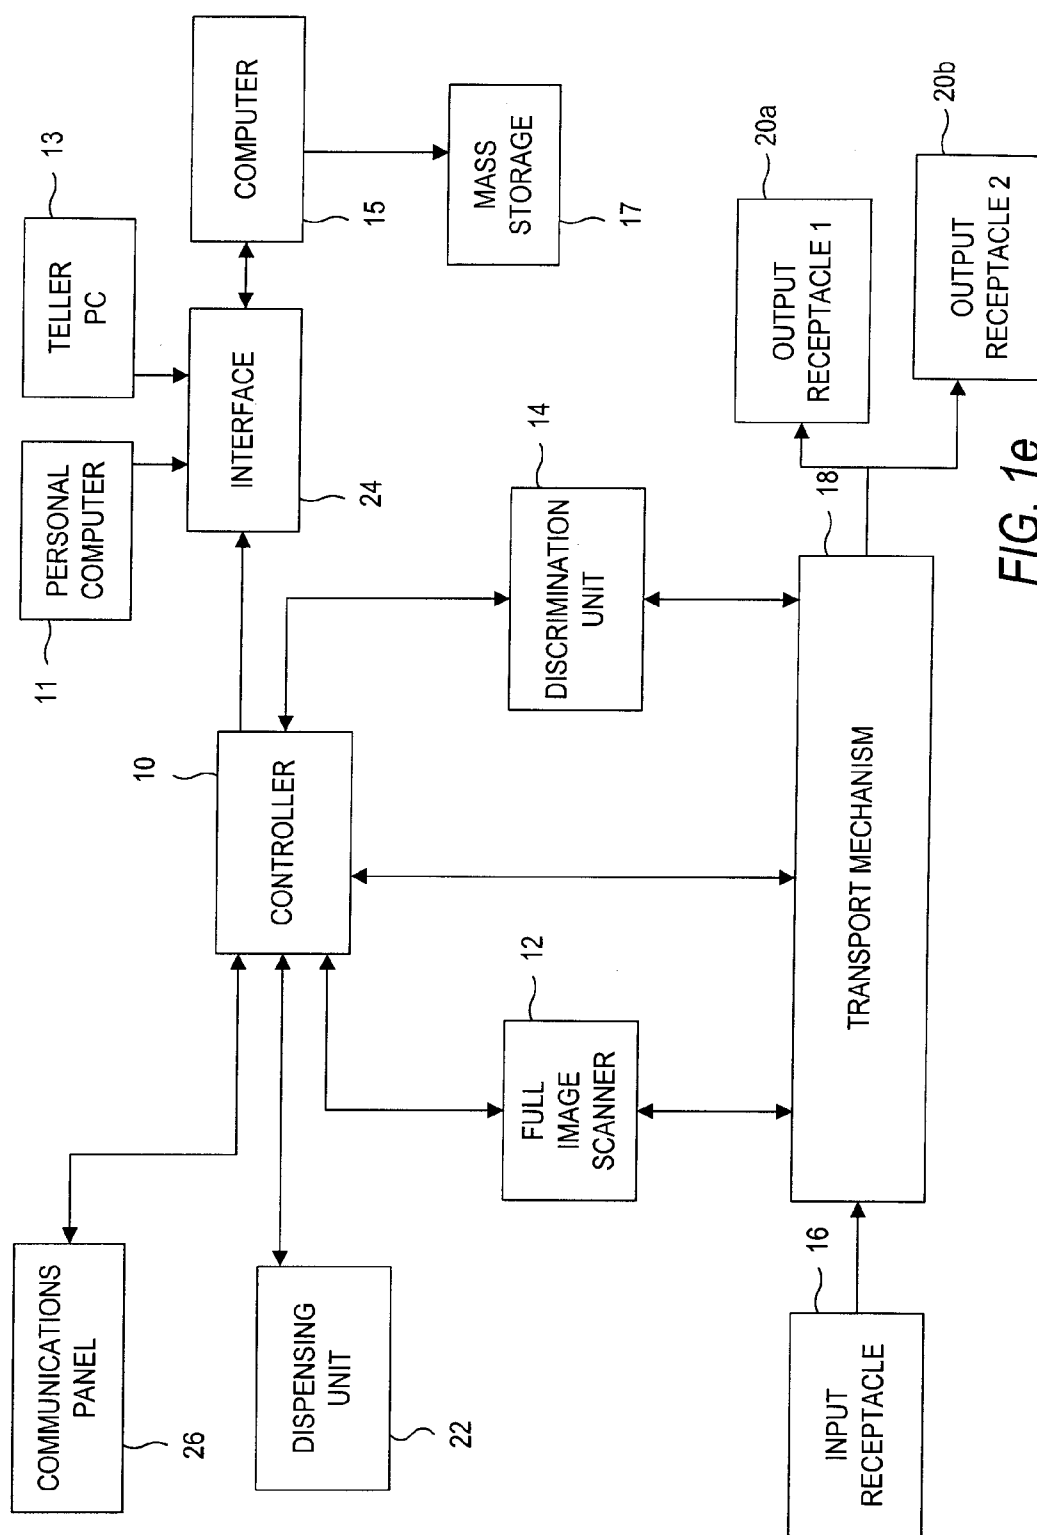 COMMUNICATIONS
PANEL
26
DISPENSING
UNIT
22
PERSONAL
COMPUTER
11
TELLER
PC
13
CONTROLLER
10
INTERFACE
24
COMPUTER
15
MASS
STORAGE
17
FULL
IMAGE
SCANNER
12
DISCRIMINATION
UNIT
14
INPUT
RECEPTACLE
16
TRANSPORT MECHANISM
18
OUTPUT
RECEPTACLE 1
20a
OUTPUT
RECEPTACLE 2
20b
FIG. 1e